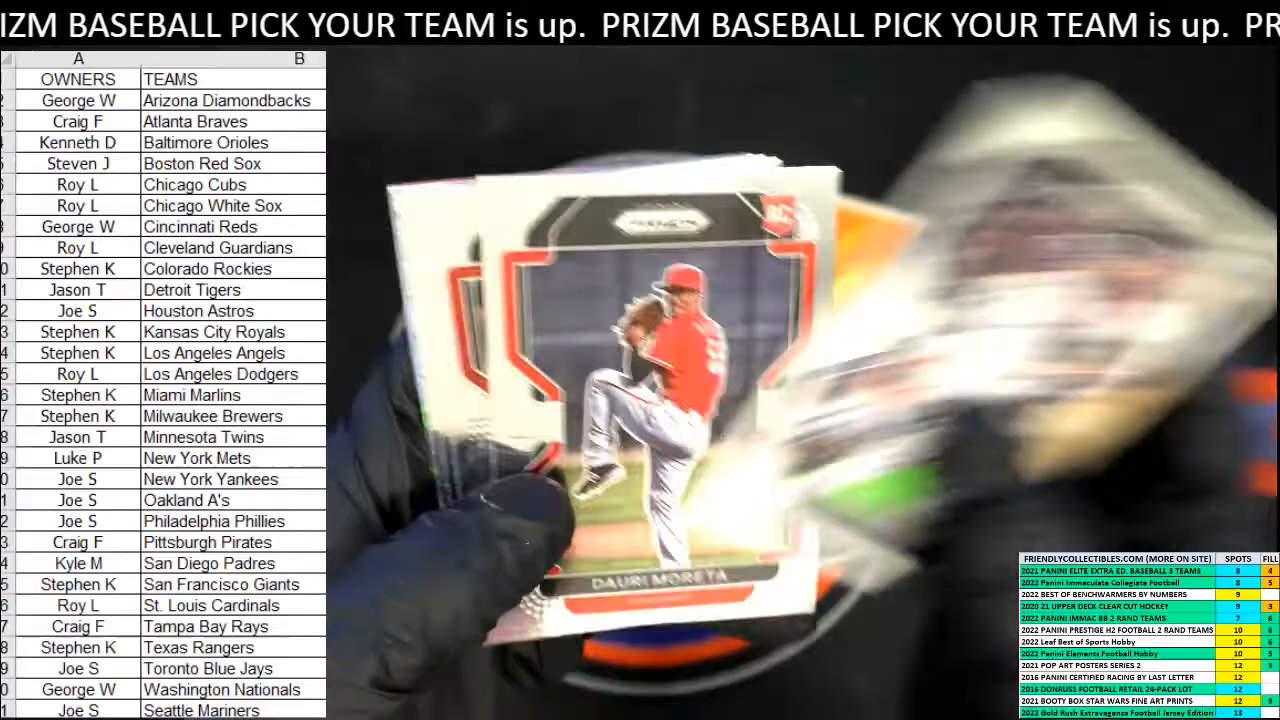 IZM BASEBALL PICK YOUR TEAM is up. PRIZM BASEBALL PICK YOUR TEAM is up. PR
A B
OWNERS TEAMS
George W Arizona Diamondbacks
Craig F Atlanta Braves
Kenneth D Baltimore Orioles
Steven J Boston Red Sox
Roy L Chicago Cubs
Roy L Chicago White Sox
George W Cincinnati Reds
Roy L Cleveland Guardians
Stephen K Colorado Rockies
Jason T Detroit Tigers
Joe S Houston Astros
Stephen K Kansas City Royals
Stephen K Los Angeles Angels
Roy L Los Angeles Dodgers
Stephen K Miami Marlins
Stephen K Milwaukee Brewers
Jason T Minnesota Twins
Luke P New York Mets
Joe S New York Yankees
Joe S Oakland A's
Joe S Philadelphia Phillies
Craig F Pittsburgh Pirates
Kyle M San Diego Padres
Stephen K San Francisco Giants
Roy L St. Louis Cardinals
Craig F Tampa Bay Rays
Stephen K Texas Rangers
Joe S Toronto Blue Jays
George W Washington Nationals
Joe S Seattle Mariners
PRIZM
RC
DAURI MORETA
FRIENDLYCOLLECTIBLES.COM (MORE ON SITE) SPOTS FILL
2021 PANINI ELITE EXTRA ED. BASEBALL 3 TEAMS 8 4
2022 Panini Immaculate Collegiate Football 8 5
2022 BEST OF BENCHWARMERS BY NUMBERS 9
2020 21 UPPER DECK CLEAR CUT HOCKEY 9 3
2022 PANINI IMMAC BB 2 RAND TEAMS 7 6
2022 PANINI PRESTIGE H2 FOOTBALL 2 RAND TEAMS 10 6
2022 Leaf Best of Sports Hobby 10 6
2022 Panini Elements Football Hobby 10 5
2021 POP ART POSTERS SERIES 2 12 5
2016 PANINI CERTIFIED RACING BY LAST LETTER 12
2016 DONRUSS FOOTBALL RETAIL 24-PACK LOT 12
2021 BOOTY BOX STAR WARS FINE ART PRINTS 12 9
2022 Gold Rush Extravaganza Football Jersey Edition 13